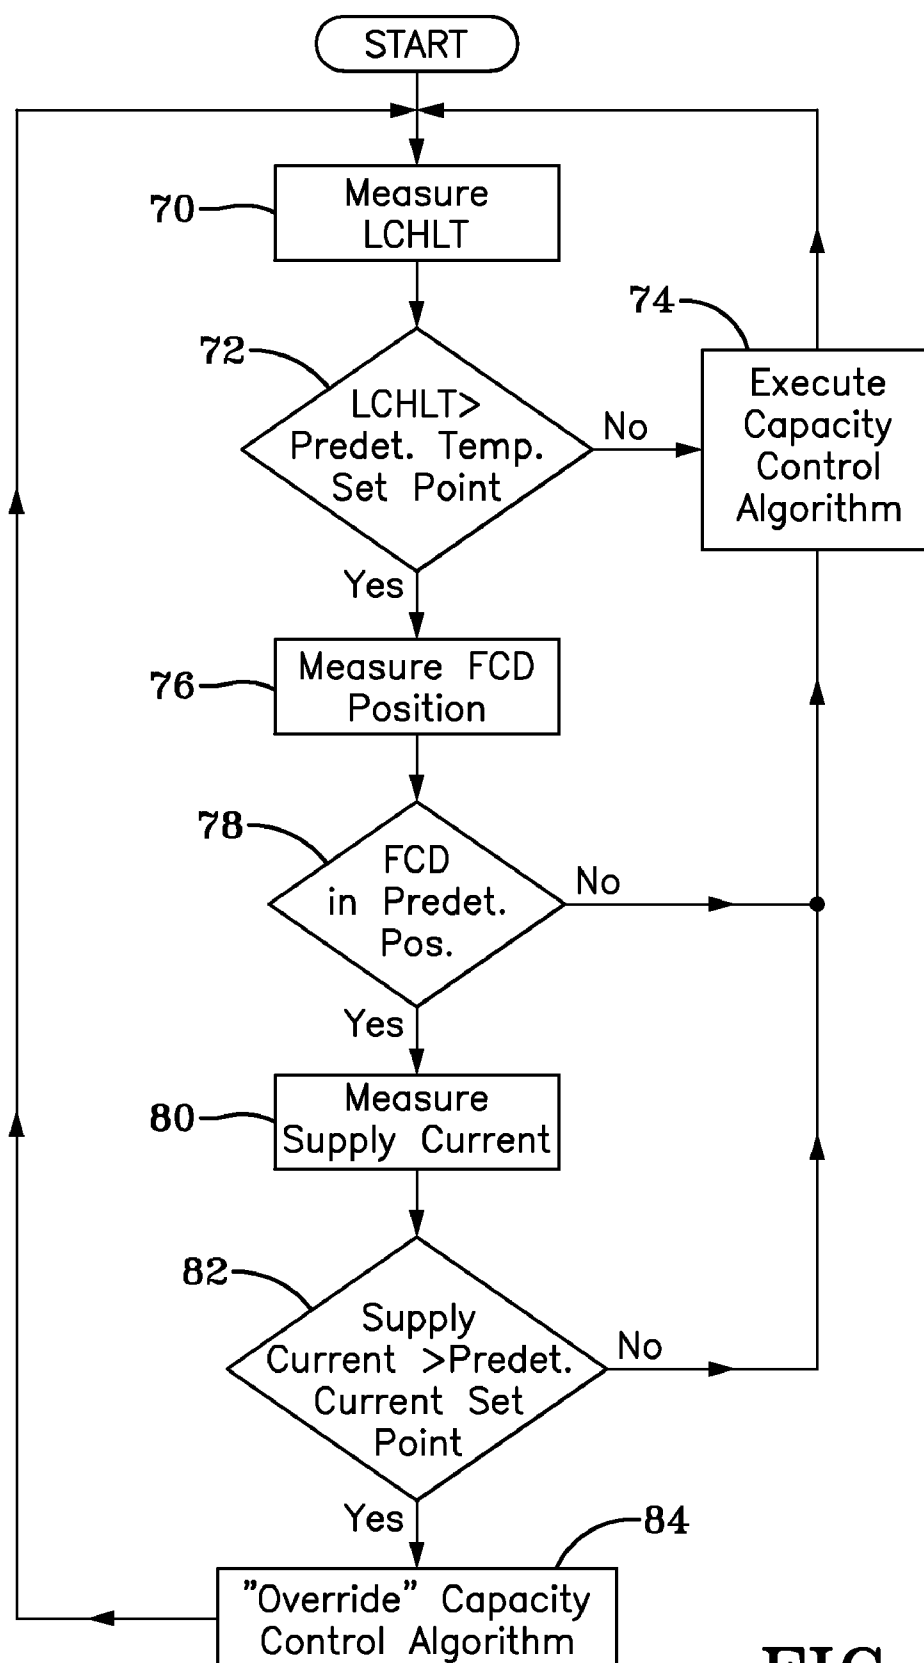 START
70
Measure
LCHLT
74
72
LCHLT>
Predet. Temp.
Set Point
No
Execute
Capacity
Control
Algorithm
Yes
76
Measure FCD
Position
78
FCD
in Predet.
Pos.
No
Yes
80
Measure
Supply Current
82
Supply
Current >Predet.
Current Set
Point
No
Yes
84
”Override” Capacity
Control Algorithm
FIG